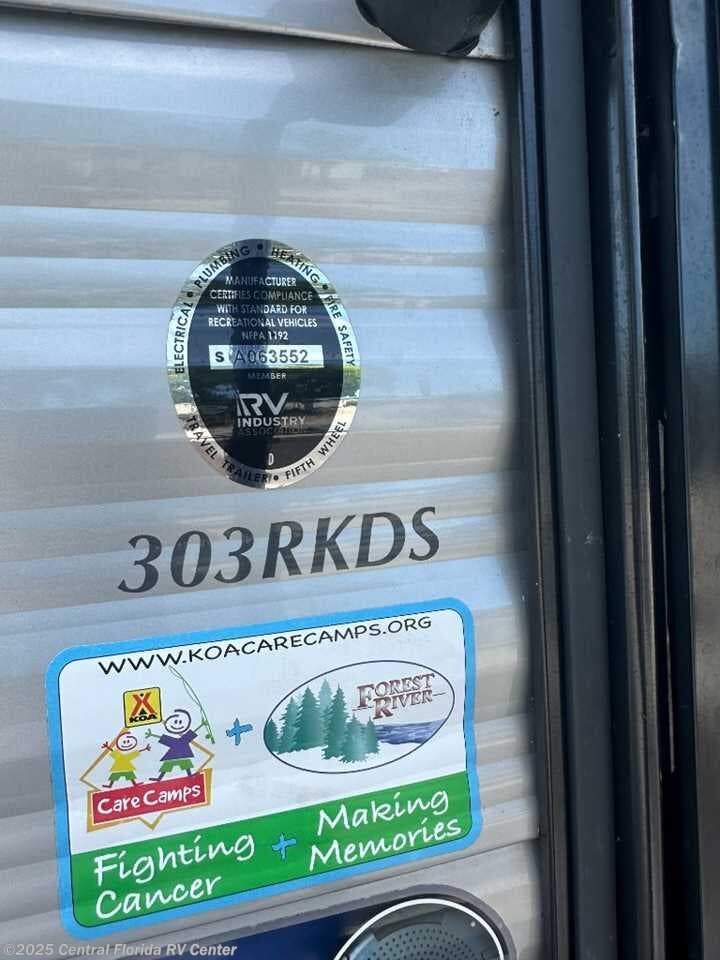 ELECTRICAL • PLUMBING • HEATING • FIRE SAFETY
MANUFACTURER
CERTIFIES COMPLIANCE
WITH STANDARD FOR
RECREATIONAL VEHICLES
NFPA 1192
S A063552
MEMBER
RV
INDUSTRY
ASSOCIATION
D
TRAVEL TRAILER • FIFTH WHEEL
303RKDS
WWW.KOACARECAMPS.ORG
KOA
Care Camps
+
FOREST
RIVER
Fighting
Cancer
+
Making
Memories
©2025 Central Florida RV Center